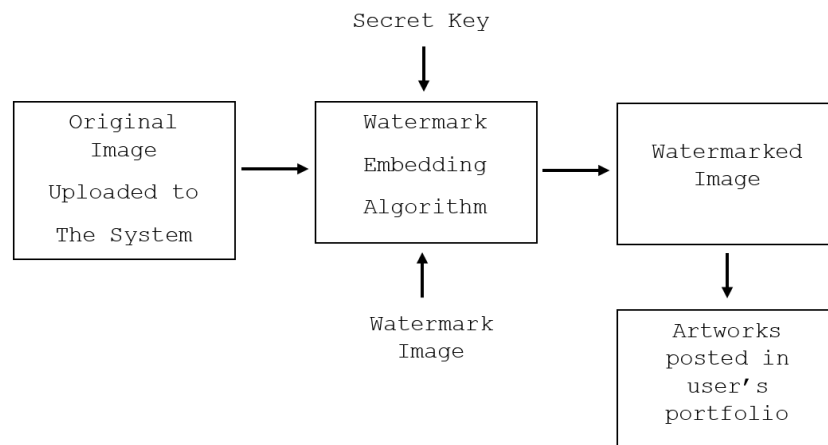 Secret Key
Original
Image
Uploaded to
The System
Watermark
Embedding
Algorithm
Watermarked
Image
Watermark
Image
Artworks
posted in
user’s
portfolio